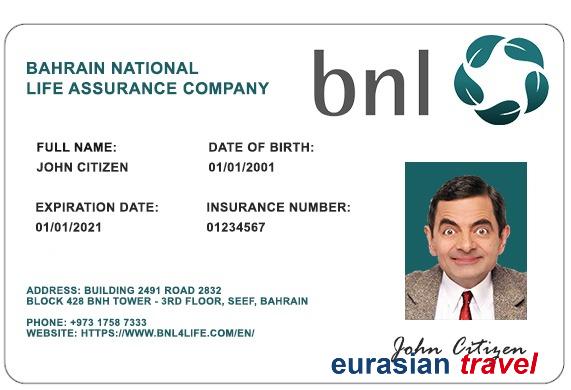 BAHRAIN NATIONAL
LIFE ASSURANCE COMPANY
bnl
FULL NAME:
JOHN CITIZEN
DATE OF BIRTH:
01/01/2001
EXPIRATION DATE:
01/01/2021
INSURANCE NUMBER:
01234567
ADDRESS: BUILDING 2491 ROAD 2832
BLOCK 428 BNH TOWER - 3RD FLOOR, SEEF, BAHRAIN
PHONE: +973 1758 7333
WEBSITE: HTTPS://WWW.BNL4LIFE.COM/EN/
John Citizen
eurasian travel